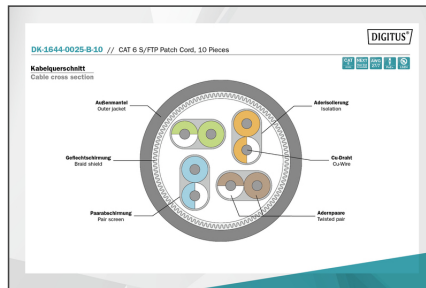 DIGITUS®
DK-1644-0025-B-10 // CAT 6 S/FTP Patch Cord, 10 Pieces
Kabelquerschnitt
Cable cross section
Außenmantel
Outer jacket
Aderisolierung
Isolation
Geflechtschirmung
Braid shield
Cu-Draht
Cu-Wire
Paarabschirmung
Pair screen
Adernpaare
Twisted pair